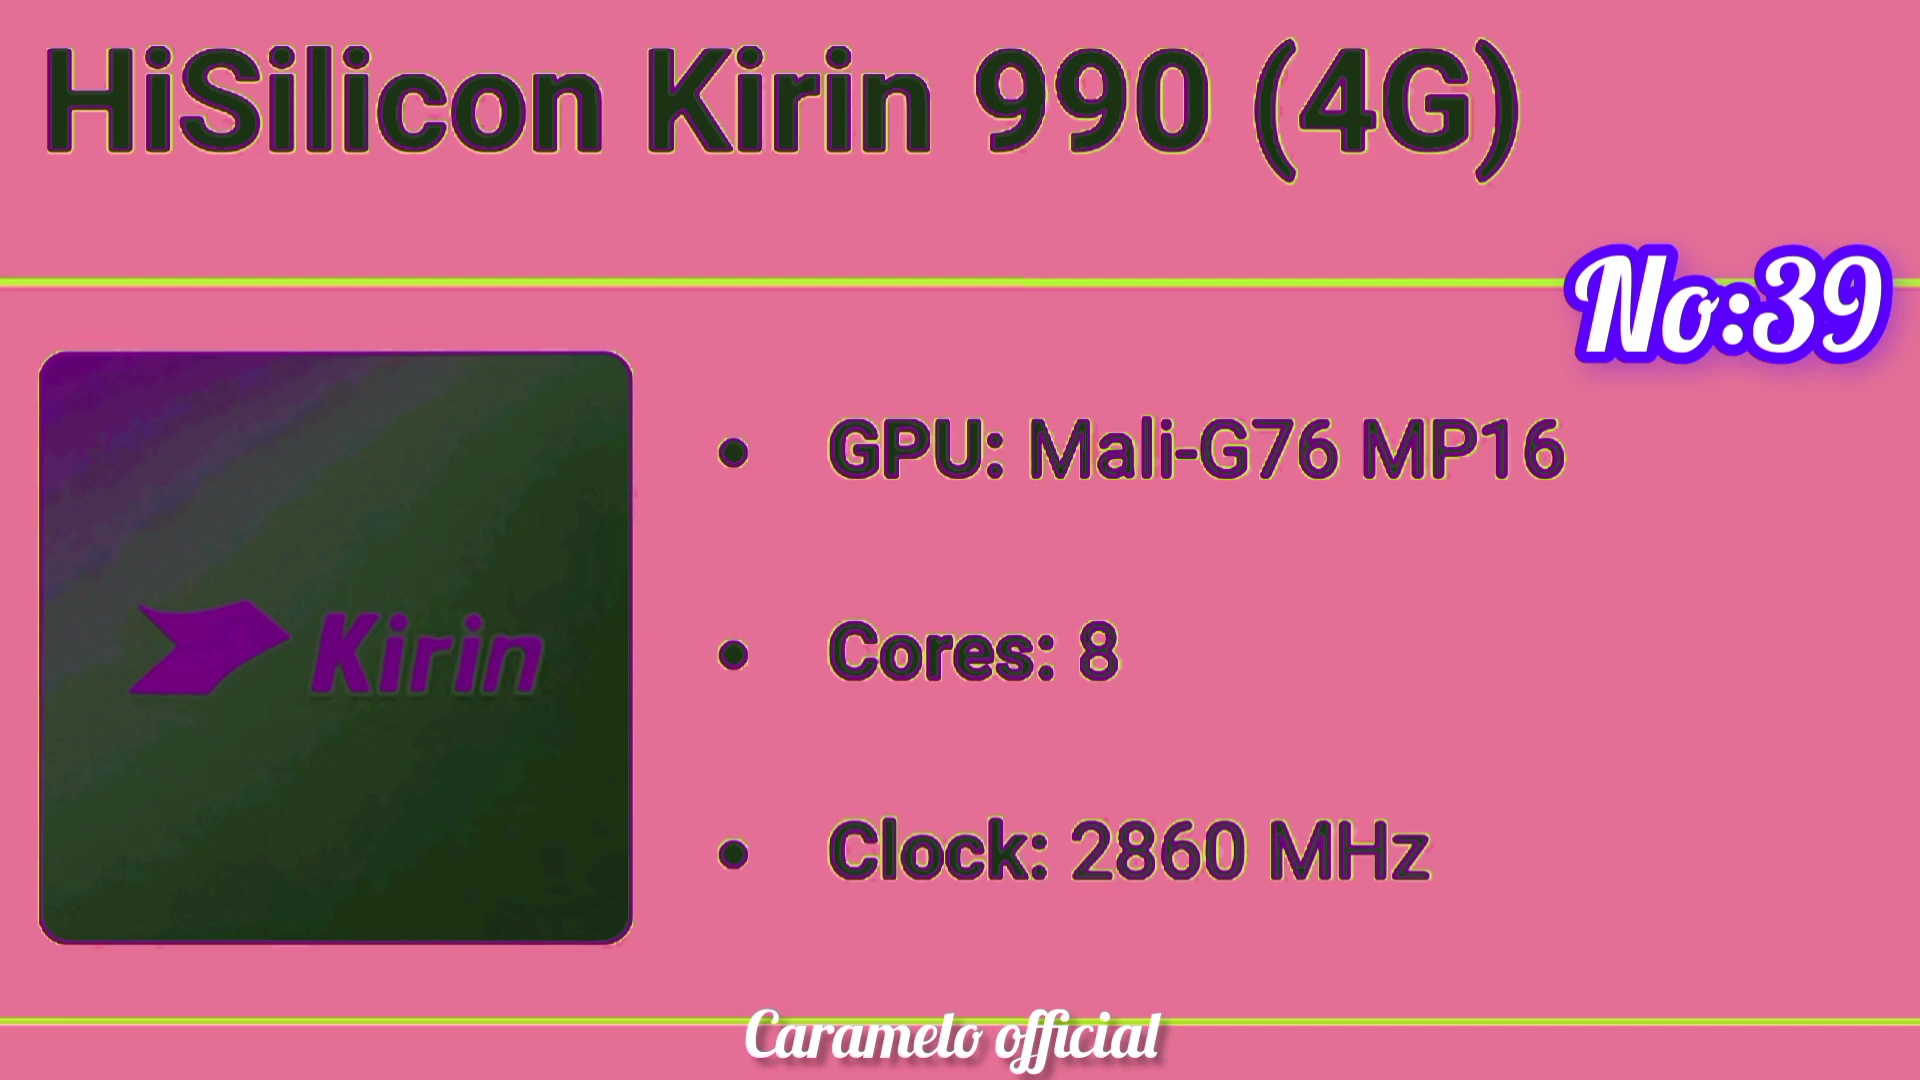 HiSilicon Kirin 990 (4G)
No:39
• GPU: Mali-G76 MP16
Kirin
• Cores: 8
• Clock: 2860 MHz
Caramelo official